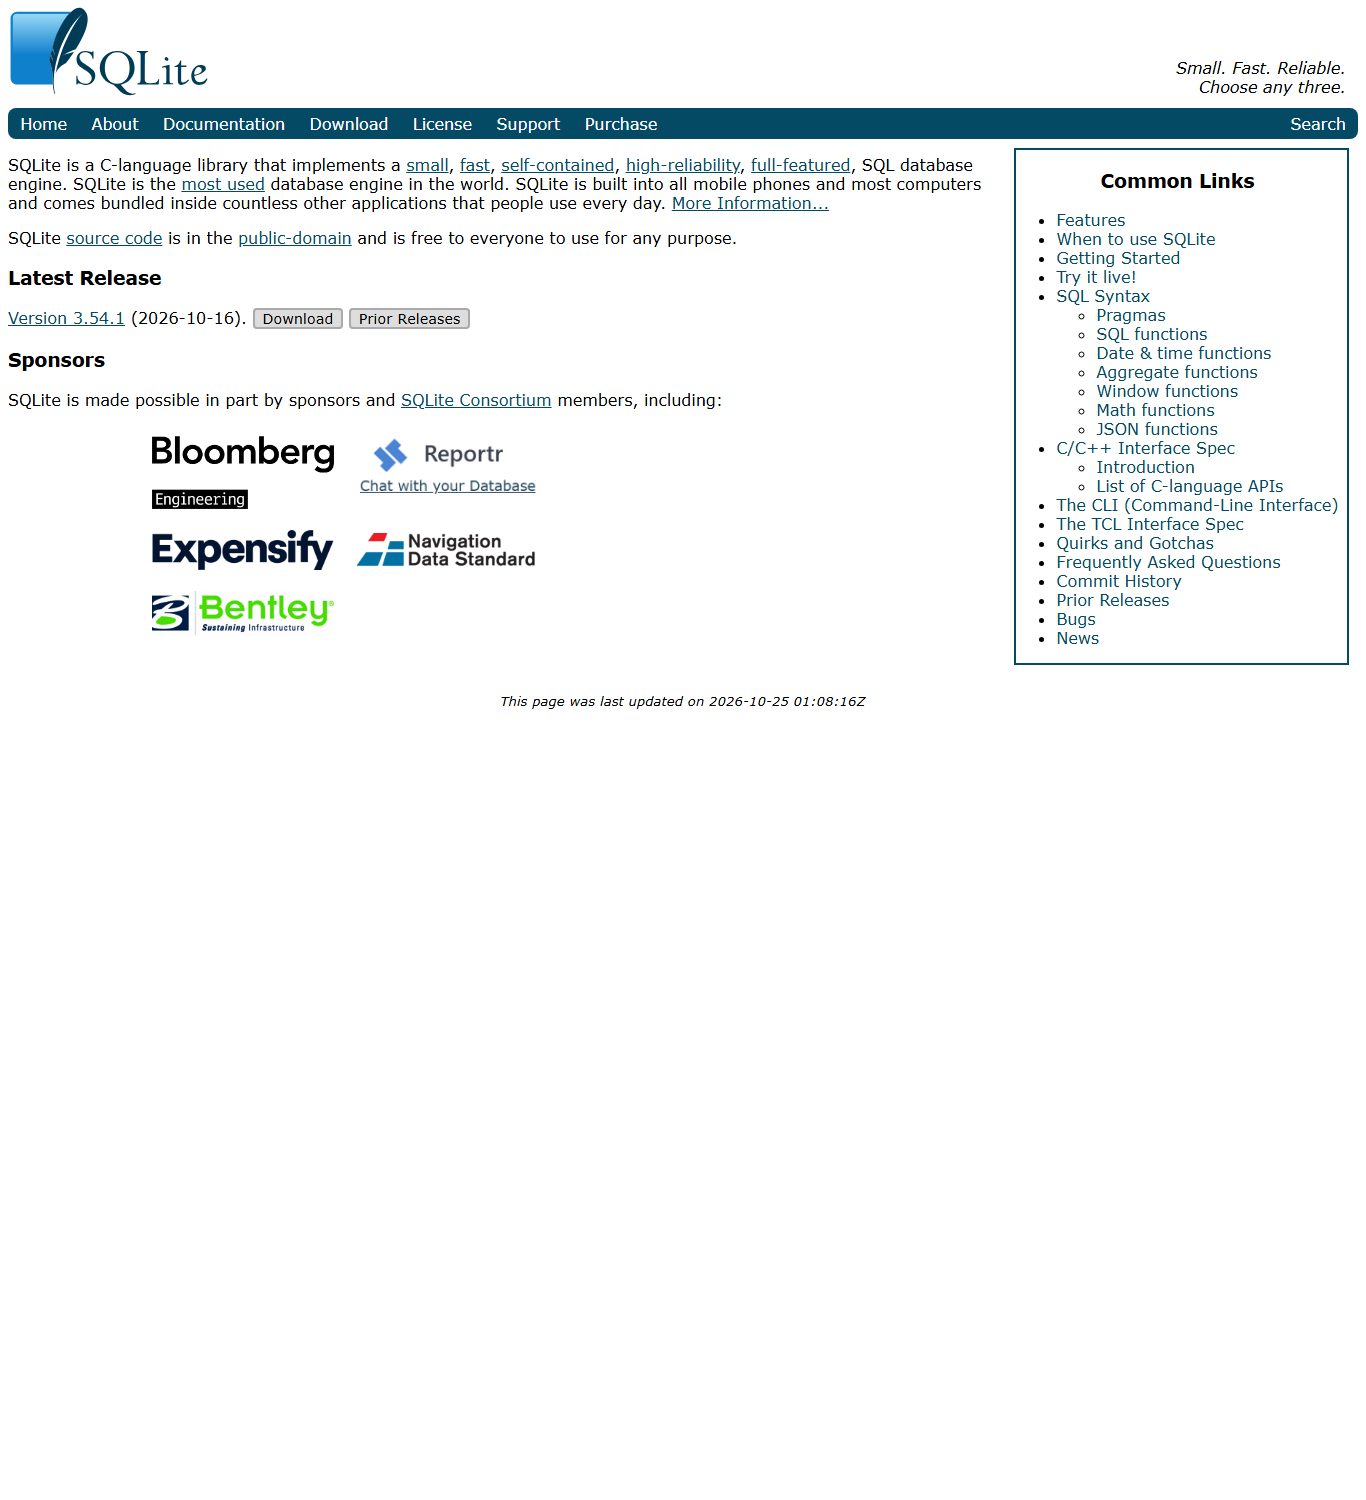 SQLite
Small. Fast. Reliable.
Choose any three.
Home About Documentation Download License Support Purchase Search
SQLite is a C-language library that implements a small, fast, self-contained, high-reliability, full-featured, SQL database
engine. SQLite is the most used database engine in the world. SQLite is built into all mobile phones and most computers
and comes bundled inside countless other applications that people use every day. More Information...
SQLite source code is in the public-domain and is free to everyone to use for any purpose.
Latest Release
Version 3.54.1 (2026-10-16). Download Prior Releases
Sponsors
SQLite is made possible in part by sponsors and SQLite Consortium members, including:
Bloomberg
Engineering
Reportr
Chat with your Database
Expensify
Navigation
Data Standard
Bentley®
Sustaining Infrastructure
Common Links
Features
When to use SQLite
Getting Started
Try it live!
SQL Syntax
Pragmas
SQL functions
Date & time functions
Aggregate functions
Window functions
Math functions
JSON functions
C/C++ Interface Spec
Introduction
List of C-language APIs
The CLI (Command-Line Interface)
The TCL Interface Spec
Quirks and Gotchas
Frequently Asked Questions
Commit History
Prior Releases
Bugs
News
This page was last updated on 2026-10-25 01:08:16Z